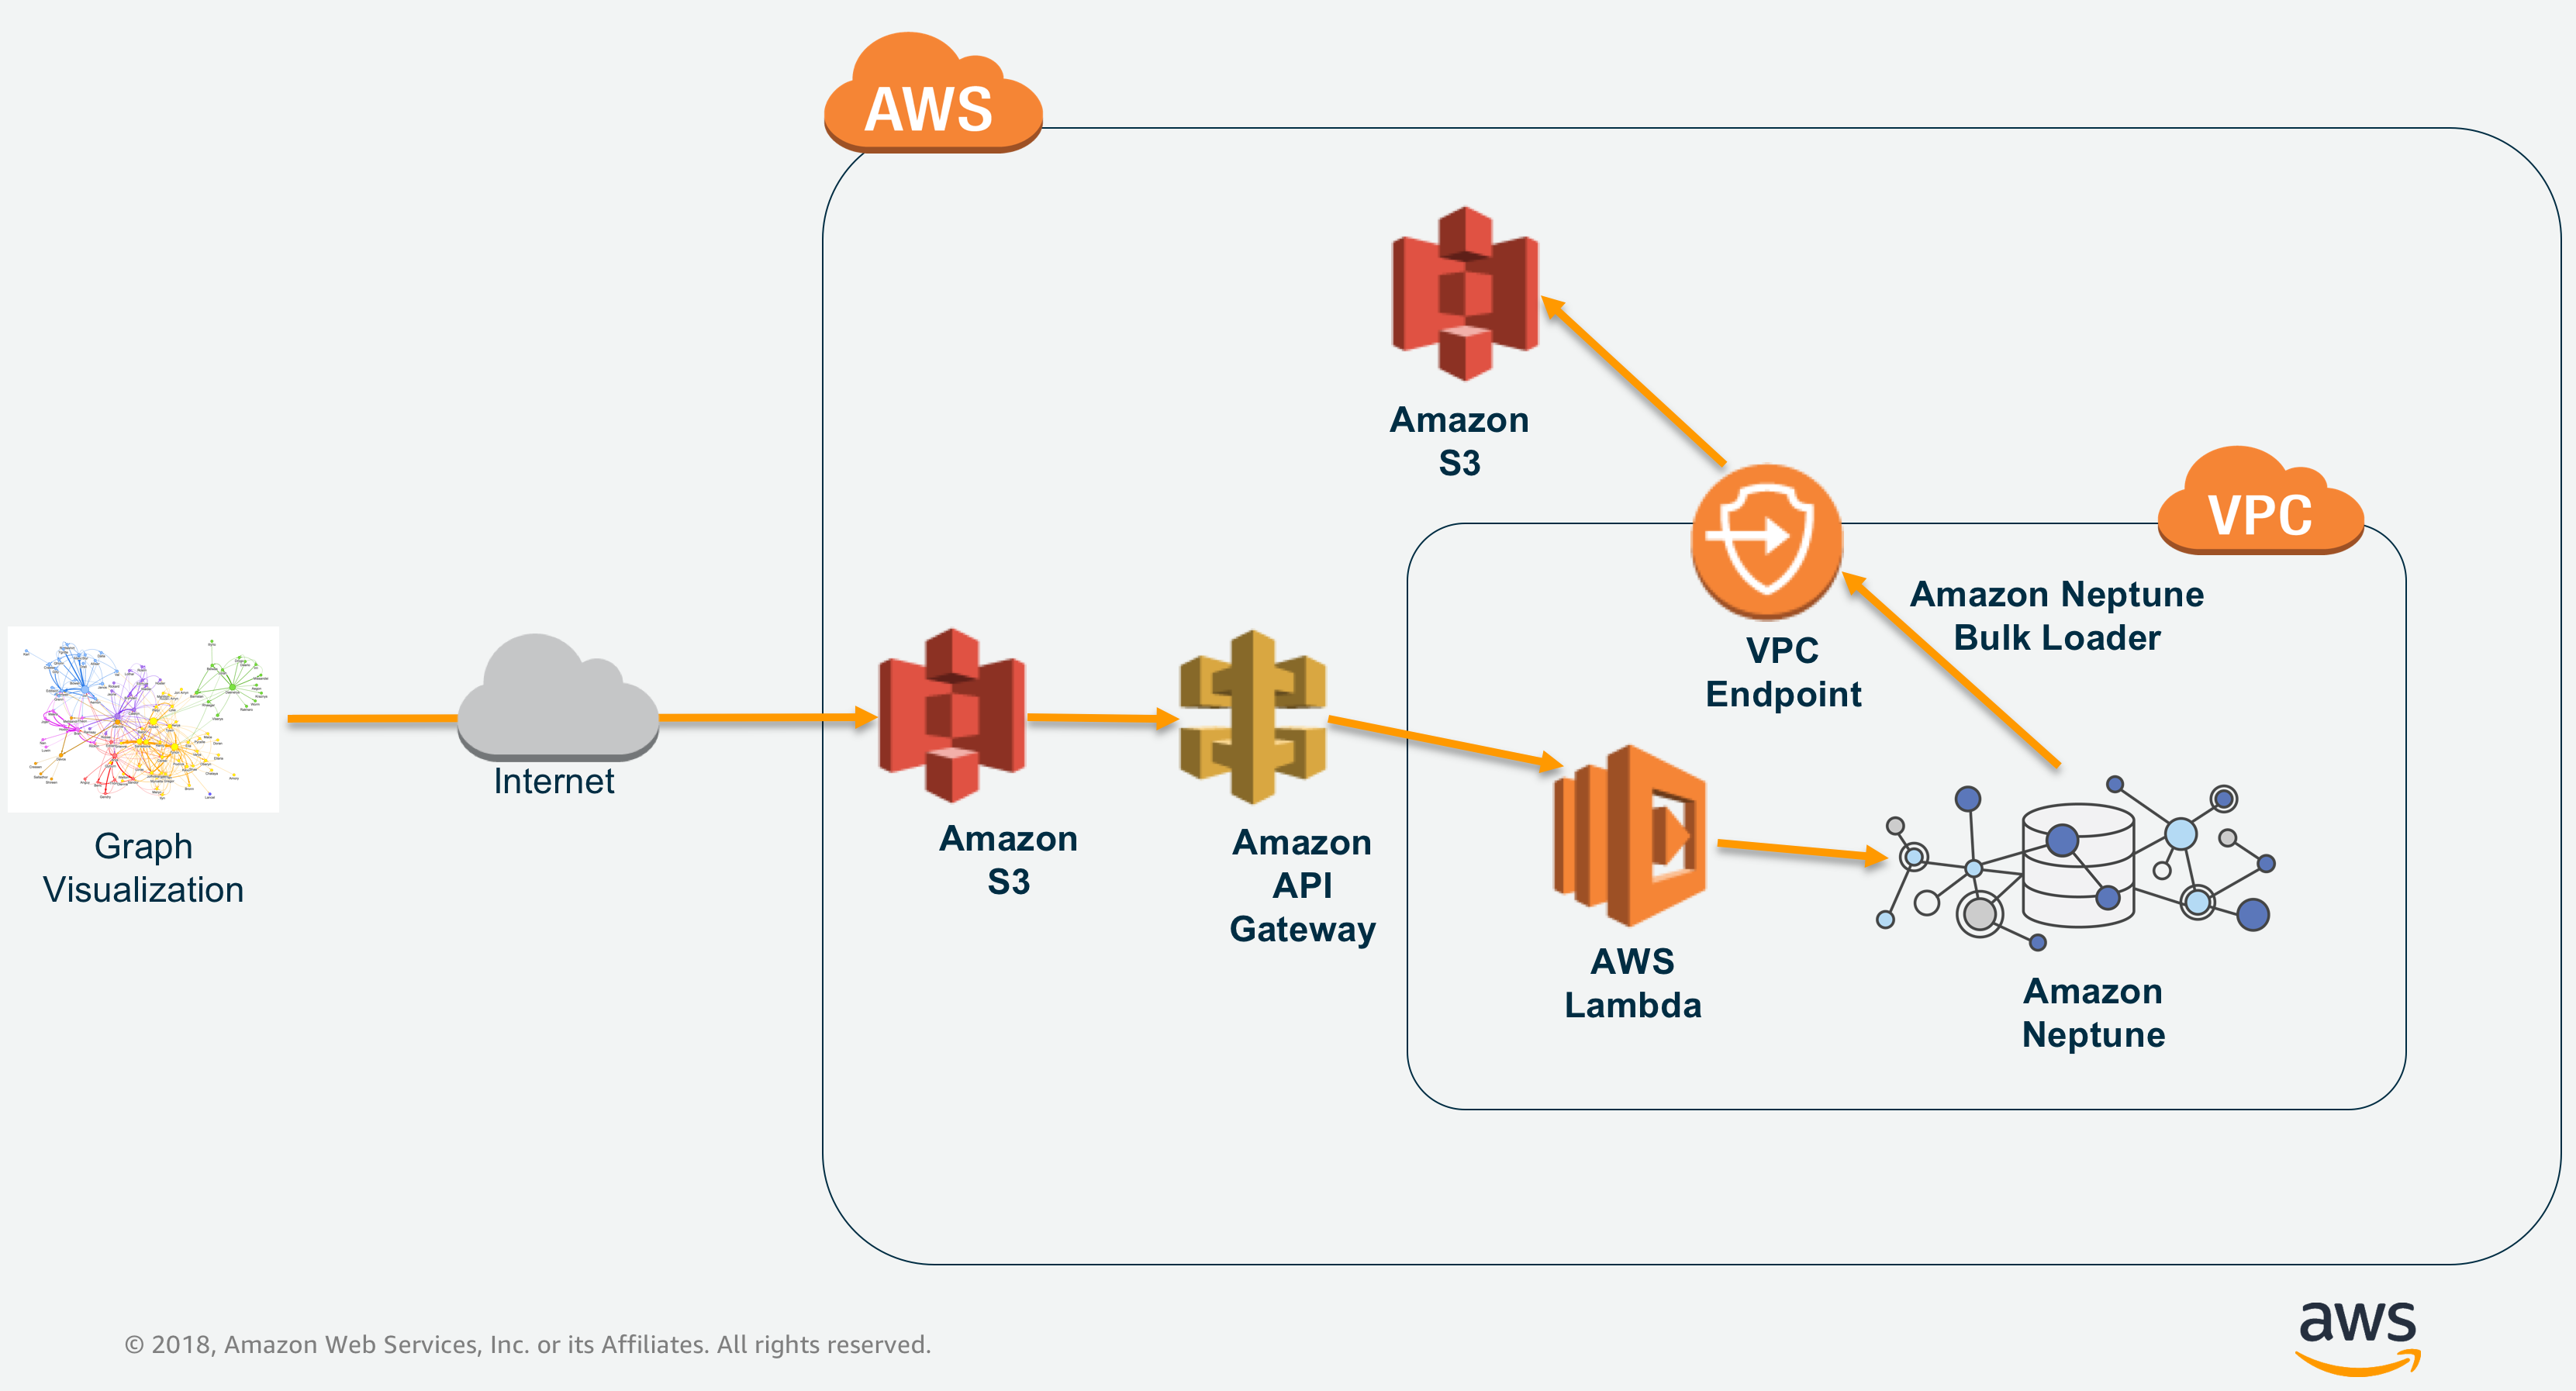 AWS
Amazon
S3
VPC
Amazon Neptune
Bulk Loader
VPC
Endpoint
Internet
Graph
Visualization
Amazon
S3
Amazon
API
Gateway
AWS
Lambda
Amazon
Neptune
© 2018, Amazon Web Services, Inc. or its Affiliates. All rights reserved.
aws